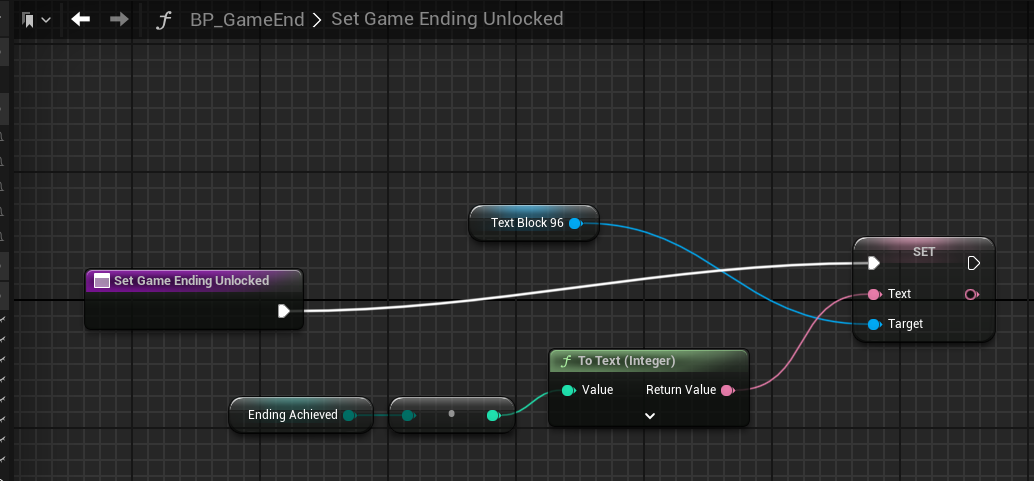 BP_GameEnd > Set Game Ending Unlocked
Text Block 96
SET
Set Game Ending Unlocked
Text
Target
To Text (Integer)
Value Return Value
Ending Achieved